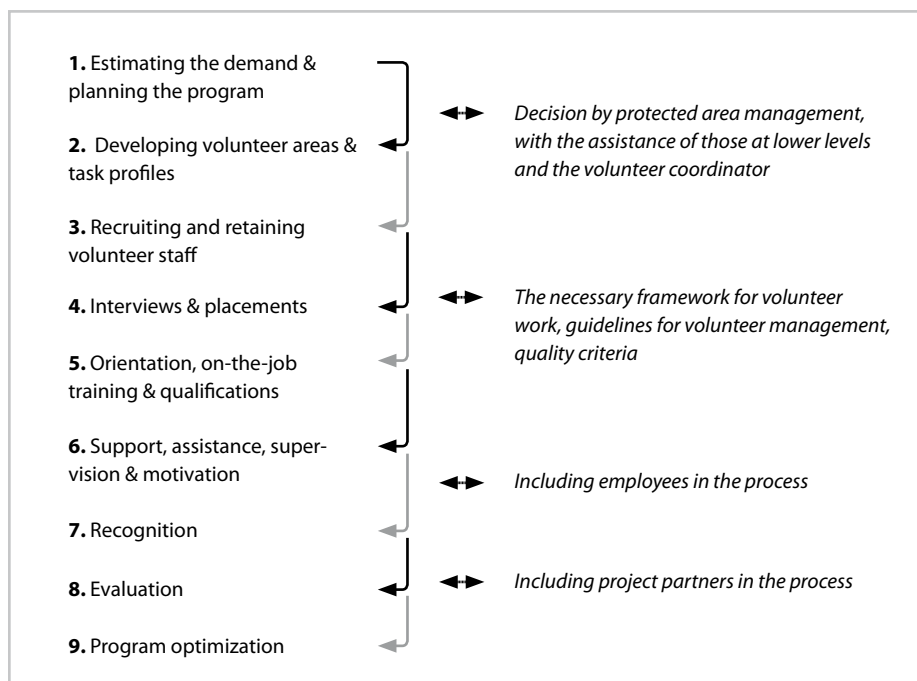 1. Estimating the demand &
planning the program
2. Developing volunteer areas &
task profiles
3. Recruiting and retaining
volunteer staff
4. Interviews & placements
5. Orientation, on-the-job
training & qualifications
6. Support, assistance, super-
vision & motivation
7. Recognition
8. Evaluation
9. Program optimization
Decision by protected area management,
with the assistance of those at lower levels
and the volunteer coordinator
The necessary framework for volunteer
work, guidelines for volunteer management,
quality criteria
Including employees in the process
Including project partners in the process